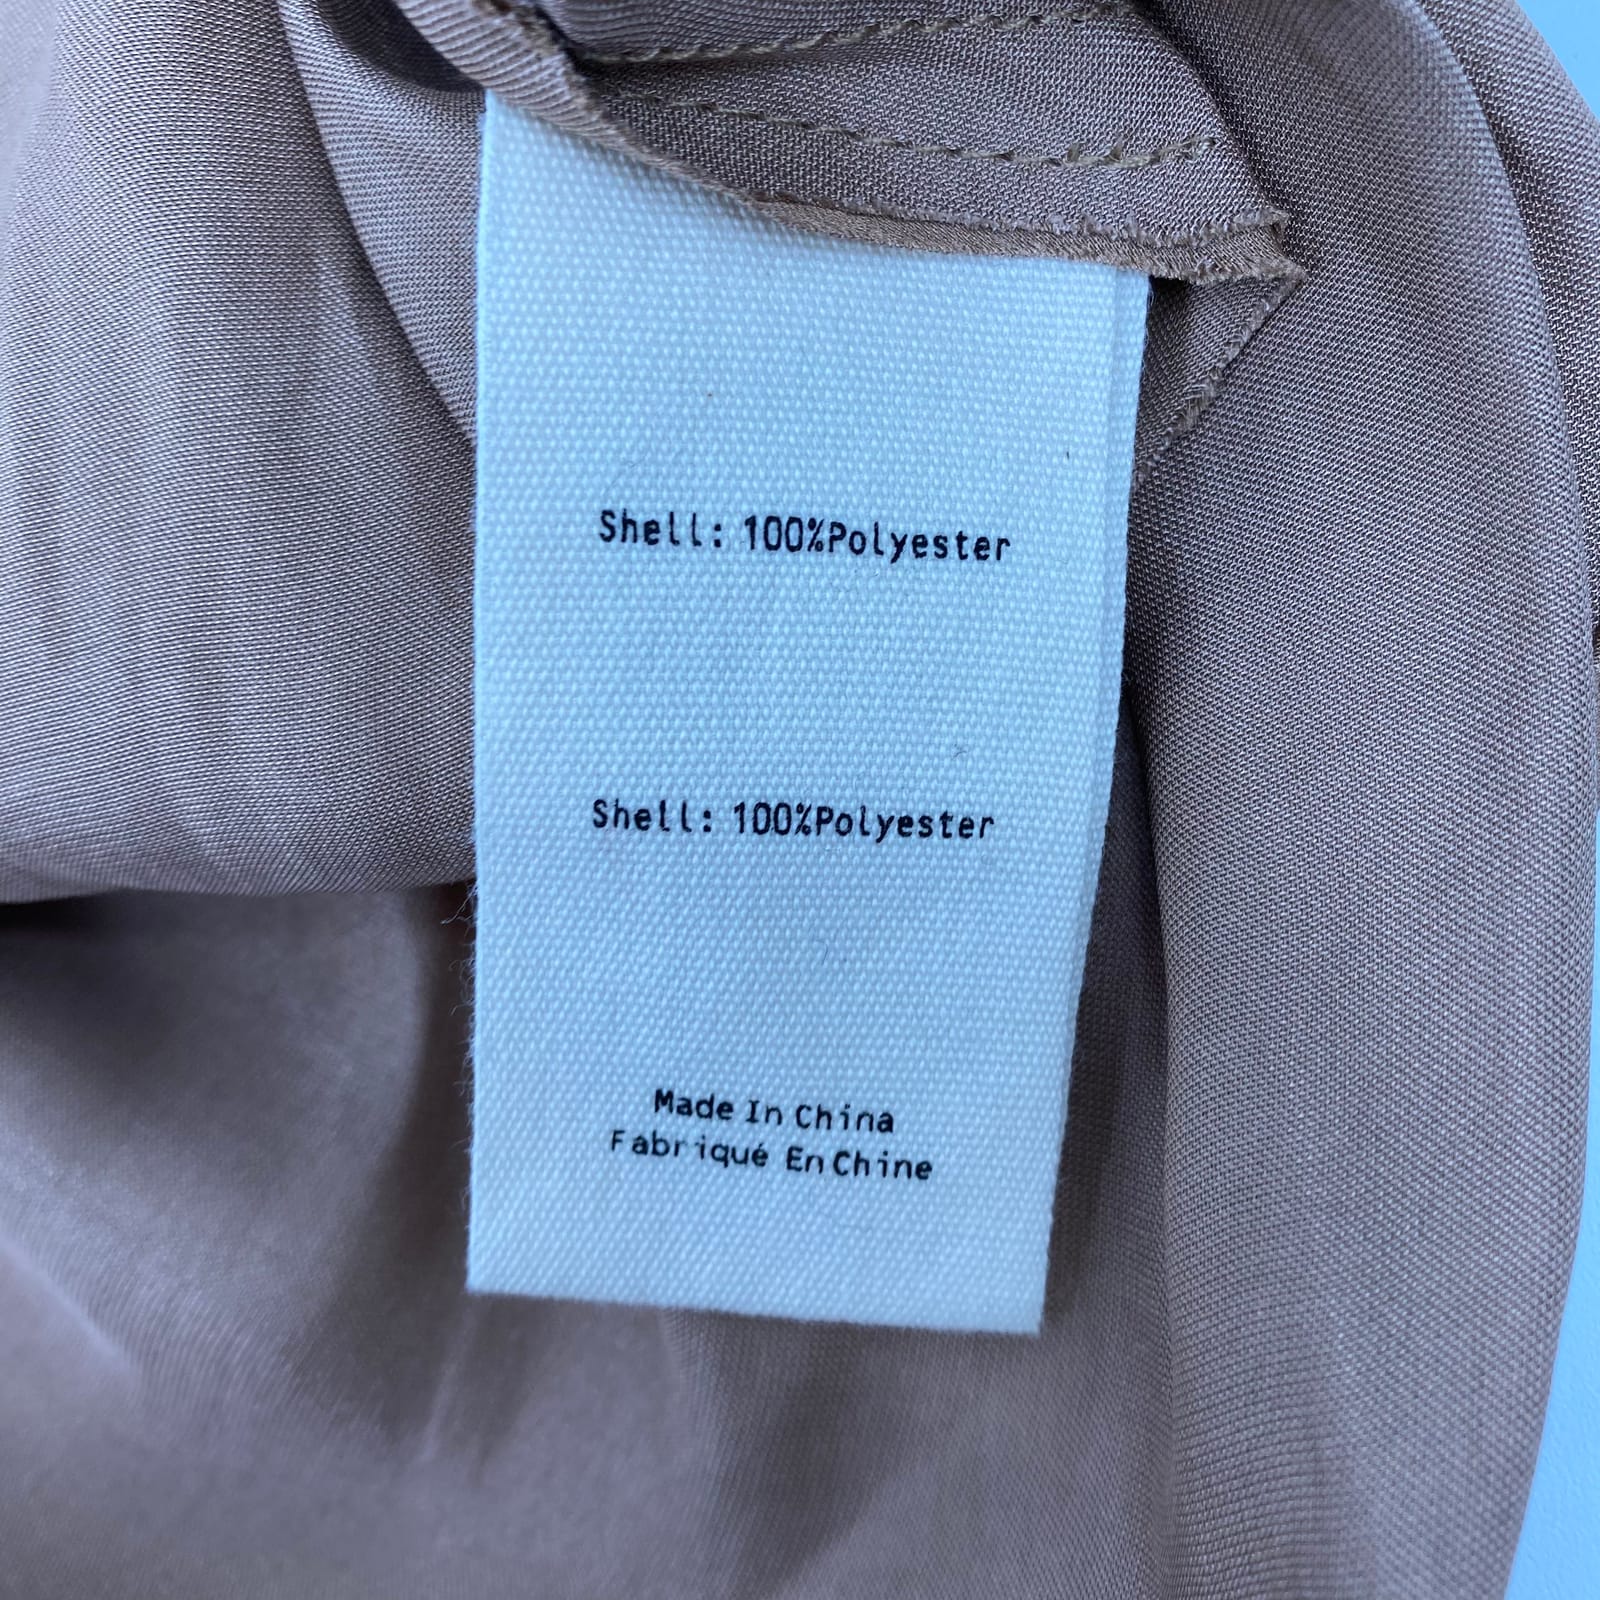 Shell: 100%Polyester
Shell: 100%Polyester
Made In China
Fabriqué En Chine